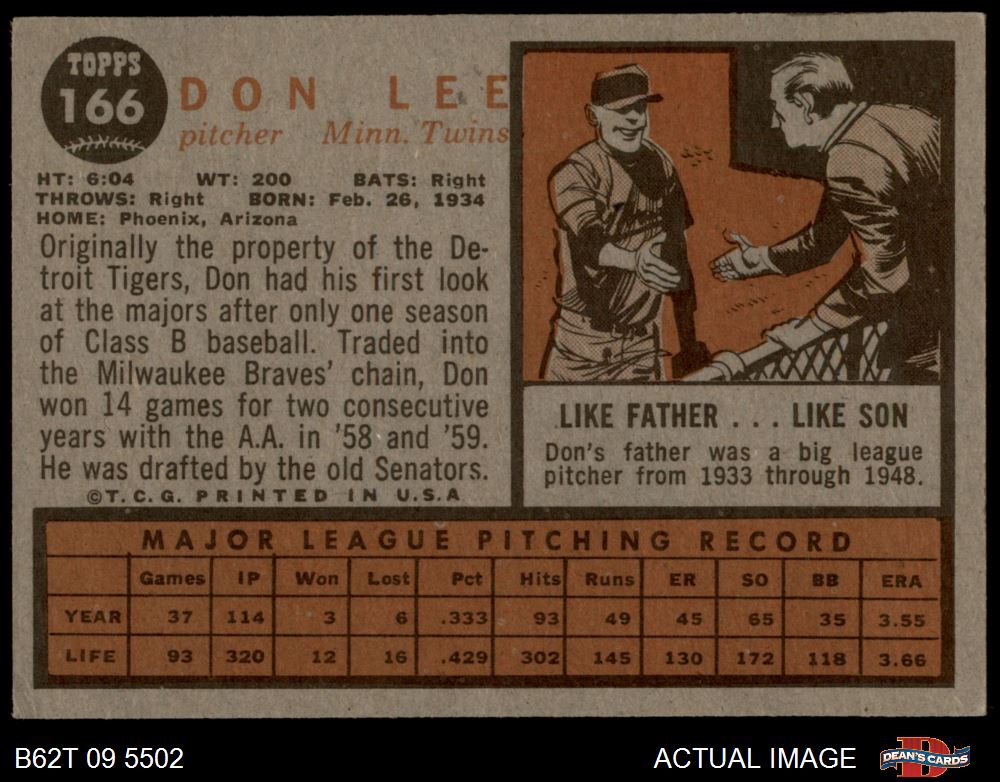 TOPPS
166
DON LEE
pitcher Minn. Twins
HT: 6:04 WT: 200 BATS: Right
THROWS: Right BORN: Feb. 26, 1934
HOME: Phoenix, Arizona
Originally the property of the De-
troit Tigers, Don had his first look
at the majors after only one season
of Class B baseball. Traded into
the Milwaukee Braves' chain, Don
won 14 games for two consecutive
years with the A.A. in '58 and '59.
He was drafted by the old Senators.
©T.C.G. PRINTED IN U.S.A
LIKE FATHER . . . LIKE SON
Don's father was a big league
pitcher from 1933 through 1948.
MAJOR LEAGUE PITCHING RECORD
Games IP Won Lost Pct Hits Runs ER SO BB ERA
YEAR 37 114 3 6 .333 93 49 45 65 35 3.55
LIFE 93 320 12 16 .429 302 145 130 172 118 3.66
B62T 09 5502
ACTUAL IMAGE
DEAN'S CARDS